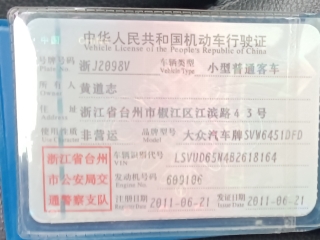 中华人民共和国机动车行驶证
Vehicle License of the People's Republic of China
号牌号码 浙J2098V 车辆类型 小型普通客车
Plate No. Vehicle Type
所有人 黄道志
住址 浙江省台州市椒江区江滨路43号
使用性质 非营运 品牌型号 大众汽车牌SVW6451DFD
浙江省台州 车辆识别代号 LSVUD65N4B2618164
VIN
市公安局交 发动机号码 600106
Engine No.
通警察支队 注册日期 2011-06-21 发证日期 2011-06-21
Register Date Issue Date